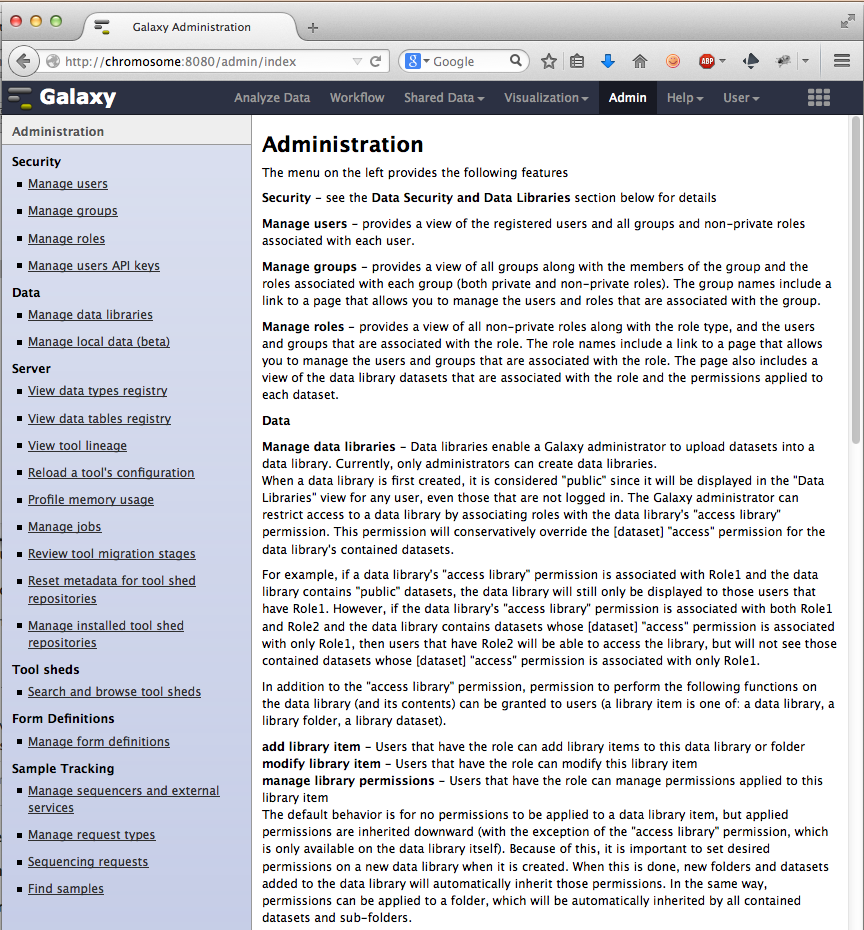 Galaxy Administration
http://chromosome:8080/admin/index
Google
ABP
Galaxy
Analyze Data
Workflow
Shared Data
Visualization
Admin
Help
User
Administration
Security
Manage users
Manage groups
Manage roles
Manage users API keys
Data
Manage data libraries
Manage local data (beta)
Server
View data types registry
View data tables registry
View tool lineage
Reload a tool's configuration
Profile memory usage
Manage jobs
Review tool migration stages
Reset metadata for tool shed
repositories
Manage installed tool shed
repositories
Tool sheds
Search and browse tool sheds
Form Definitions
Manage form definitions
Sample Tracking
Manage sequencers and external
services
Manage request types
Sequencing requests
Find samples
Administration
The menu on the left provides the following features
Security - see the Data Security and Data Libraries section below for details
Manage users - provides a view of the registered users and all groups and non-private roles
associated with each user.
Manage groups - provides a view of all groups along with the members of the group and the
roles associated with each group (both private and non-private roles). The group names include a
link to a page that allows you to manage the users and roles that are associated with the group.
Manage roles - provides a view of all non-private roles along with the role type, and the users
and groups that are associated with the role. The role names include a link to a page that allows
you to manage the users and groups that are associated with the role. The page also includes a
view of the data library datasets that are associated with the role and the permissions applied to
each dataset.
Data
Manage data libraries - Data libraries enable a Galaxy administrator to upload datasets into a
data library. Currently, only administrators can create data libraries.
When a data library is first created, it is considered "public" since it will be displayed in the "Data
Libraries" view for any user, even those that are not logged in. The Galaxy administrator can
restrict access to a data library by associating roles with the data library's "access library"
permission. This permission will conservatively override the [dataset] "access" permission for the
data library's contained datasets.
For example, if a data library's "access library" permission is associated with Role1 and the data
library contains "public" datasets, the data library will still only be displayed to those users that
have Role1. However, if the data library's "access library" permission is associated with both Role1
and Role2 and the data library contains datasets whose [dataset] "access" permission is associated
with only Role1, then users that have Role2 will be able to access the library, but will not see those
contained datasets whose [dataset] "access" permission is associated with only Role1.
In addition to the "access library" permission, permission to perform the following functions on
the data library (and its contents) can be granted to users (a library item is one of: a data library, a
library folder, a library dataset).
add library item - Users that have the role can add library items to this data library or folder
modify library item - Users that have the role can modify this library item
manage library permissions - Users that have the role can manage permissions applied to this
library item
The default behavior is for no permissions to be applied to a data library item, but applied
permissions are inherited downward (with the exception of the "access library" permission, which
is only available on the data library itself). Because of this, it is important to set desired
permissions on a new data library when it is created. When this is done, new folders and datasets
added to the data library will automatically inherit those permissions. In the same way,
permissions can be applied to a folder, which will be automatically inherited by all contained
datasets and sub-folders.